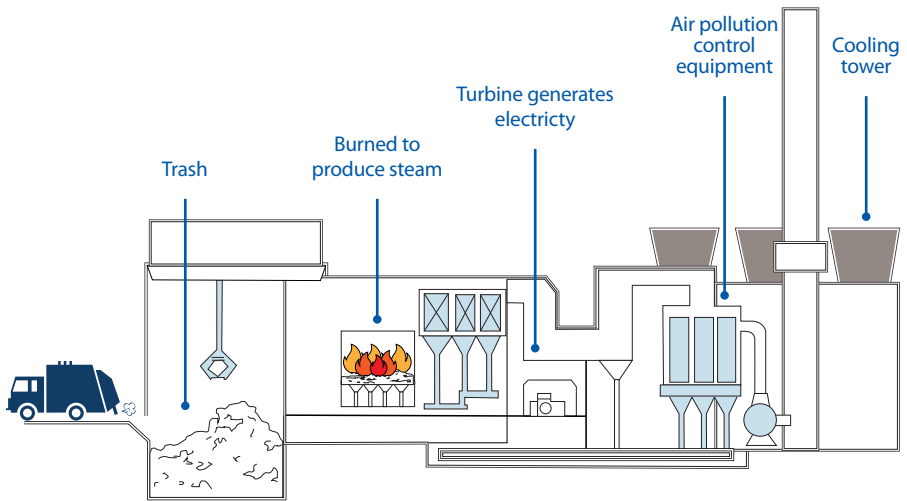 Trash
Burned to
produce steam
Turbine generates
electricty
Air pollution
control
equipment
Cooling
tower